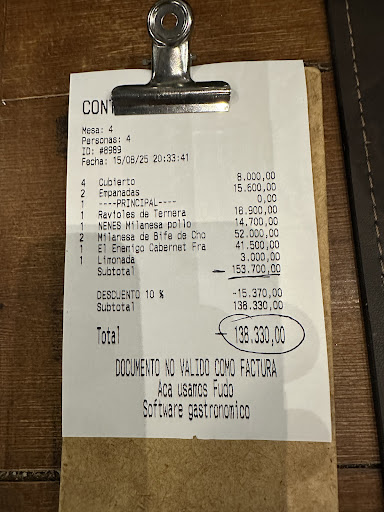 CONT
Mesa: 4
Personas: 4
ID: #8989
Fecha: 15/08/25 20:33:41
4 Cubierto 8.000,00
2 Empanadas 15.600,00
1 ----PRINCIPAL---- 0,00
1 Ravioles de Ternera 18.900,00
1 NENES Milanesa pollo 14.700,00
2 Milanesa de Bife de Cho 52.000,00
1 El Enemigo Cabernet Fra 41.500,00
1 Limonada 3.000,00
Subtotal 153.700,00
DESCUENTO 10 % -15.370,00
Subtotal 138.330,00
Total 138.330,00
DOCUMENTO NO VALIDO COMO FACTURA
Aca usamos Fudo
Software gastronomico